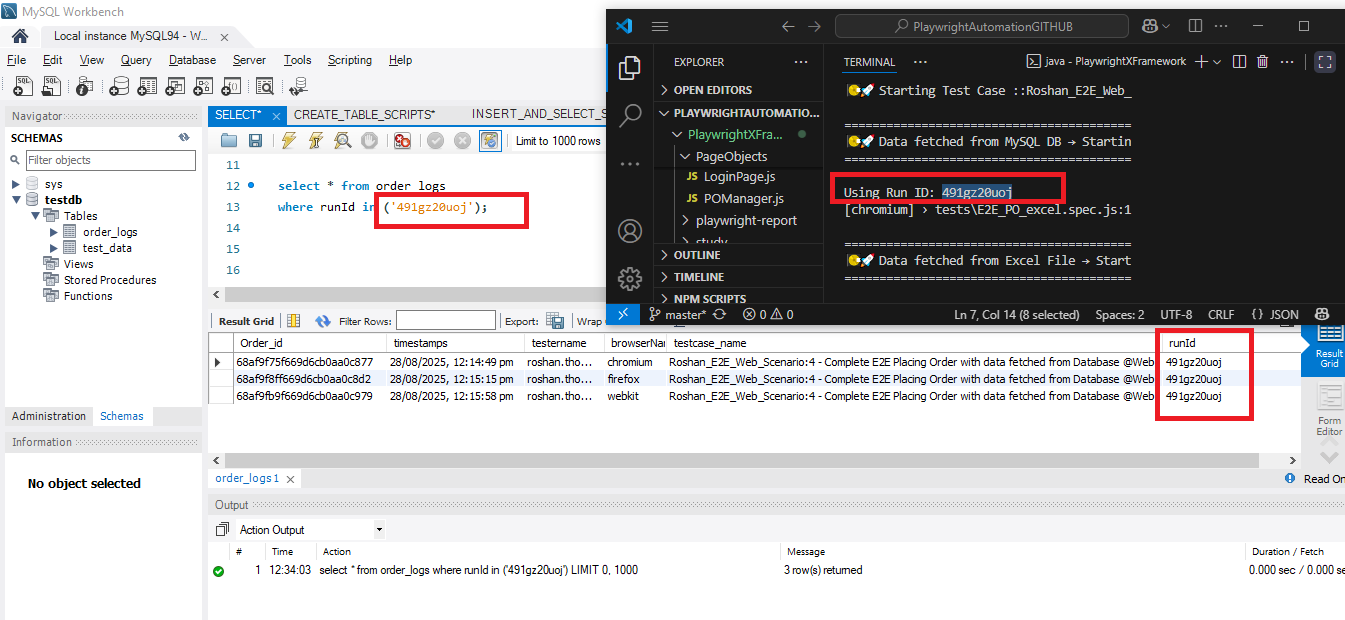 MySQL Workbench
Local instance MySQL94 - W...
File Edit View Query Database Server Tools Scripting Help
Navigator
SCHEMAS
Filter objects
sys
testdb
Tables
order_logs
test_data
Views
Stored Procedures
Functions
Administration Schemas
Information
No object selected
SELECT* CREATE_TABLE_SCRIPTS* INSERT_AND_SELECT_S
Limit to 1000 rows
11
12 select * from order_logs
13 where runId in ('491gz20uoj');
14
15
16
PlaywrightAutomationGITHUB
EXPLORER
OPEN EDITORS
PLAYWRIGHTAUTOMATIO...
PlaywrightXFra...
PageObjects
JS LoginPage.js
JS POManager.js
playwright-report
study
OUTLINE
TIMELINE
NPM SCRIPTS
TERMINAL ...
java - PlaywrightXFramework
Starting Test Case ::Roshan_E2E_Web_
=========================================
Data fetched from MySQL DB → Startin
=========================================
Using Run ID: 491gz20uoj
[chromium] › tests\E2E_PO_excel.spec.js:1
=========================================
Data fetched from Excel File → Start
=========================================
master* 0 0 Ln 7, Col 14 (8 selected) Spaces: 2 UTF-8 CRLF {} JSON
Result Grid Filter Rows: Export: Wrap
Order_id timestamps testername browserNar testcase_name runId
68af9f75f669d6cb0aa0c877 28/08/2025, 12:14:49 pm roshan.tho... chromium Roshan_E2E_Web_Scenario:4 - Complete E2E Placing Order with data fetched from Database @Web 491gz20uoj
68af9f8ff669d6cb0aa0c8d2 28/08/2025, 12:15:15 pm roshan.tho... firefox Roshan_E2E_Web_Scenario:4 - Complete E2E Placing Order with data fetched from Database @Web 491gz20uoj
68af9fb9f669d6cb0aa0c979 28/08/2025, 12:15:58 pm roshan.tho... webkit Roshan_E2E_Web_Scenario:4 - Complete E2E Placing Order with data fetched from Database @Web 491gz20uoj
Result
Grid
Form
Editor
order_logs 1
Read On
Output
Action Output
# Time Action Message Duration / Fetch
1 12:34:03 select * from order_logs where runId in ('491gz20uoj') LIMIT 0, 1000 3 row(s) returned 0.000 sec / 0.000 se